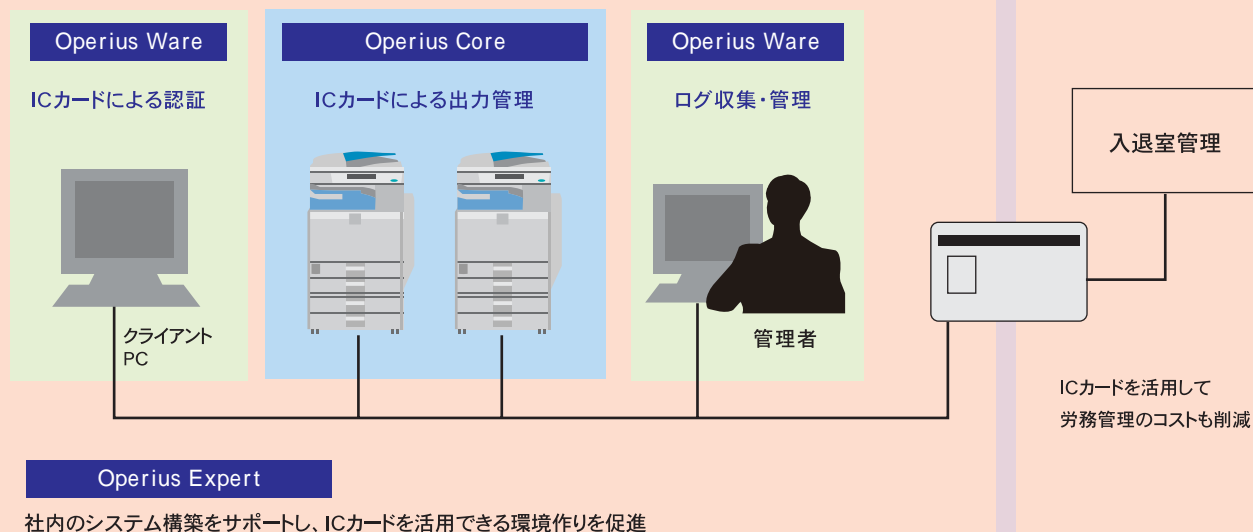 Operius Ware
ICカードによる認証
クライアント
PC
Operius Core
ICカードによる出力管理
Operius Ware
ログ収集・管理
管理者
入退室管理
ICカードを活用して
労務管理のコストも削減
Operius Expert
社内のシステム構築をサポートし、ICカードを活用できる環境作りを促進